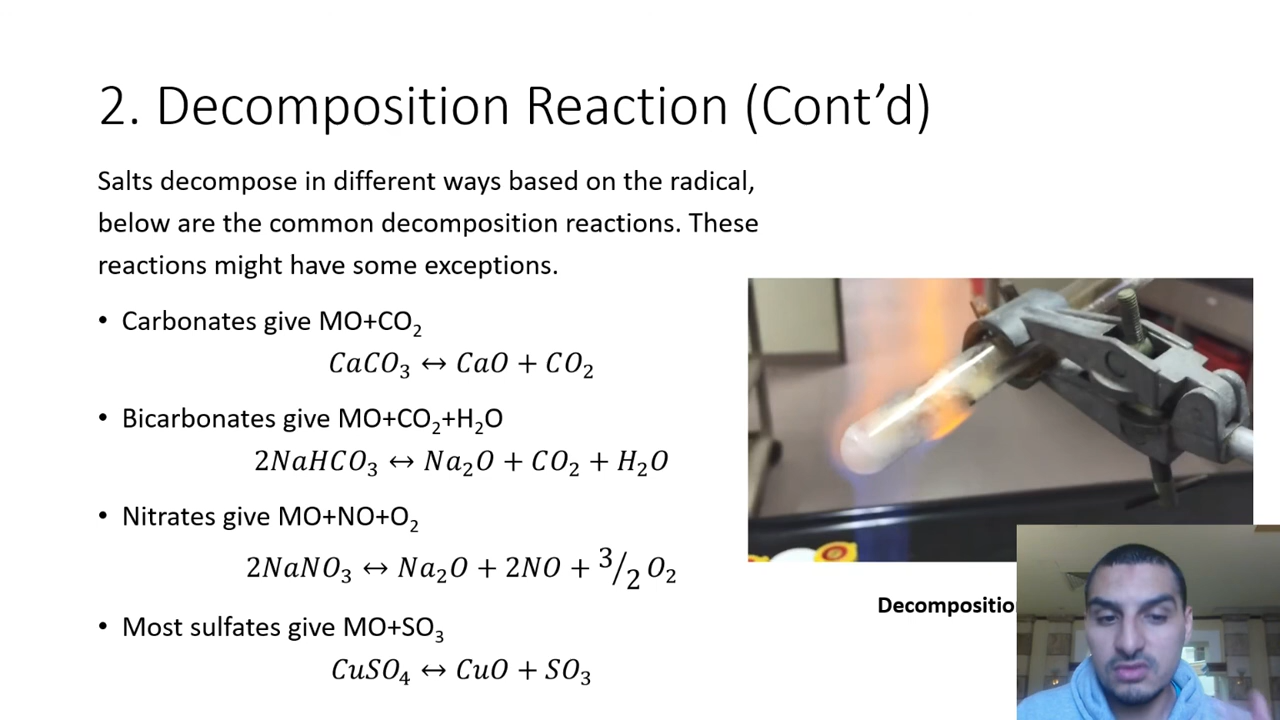 2. Decomposition Reaction (Cont’d)
Salts decompose in different ways based on the radical,
below are the common decomposition reactions. These
reactions might have some exceptions.
• Carbonates give MO+CO₂
CaCO₃ ↔ CaO + CO₂
• Bicarbonates give MO+CO₂+H₂O
2NaHCO₃ ↔ Na₂O + CO₂ + H₂O
• Nitrates give MO+NO+O₂
2NaNO₃ ↔ Na₂O + 2NO + 3/2 O₂
• Most sulfates give MO+SO₃
CuSO₄ ↔ CuO + SO₃
Decompositio